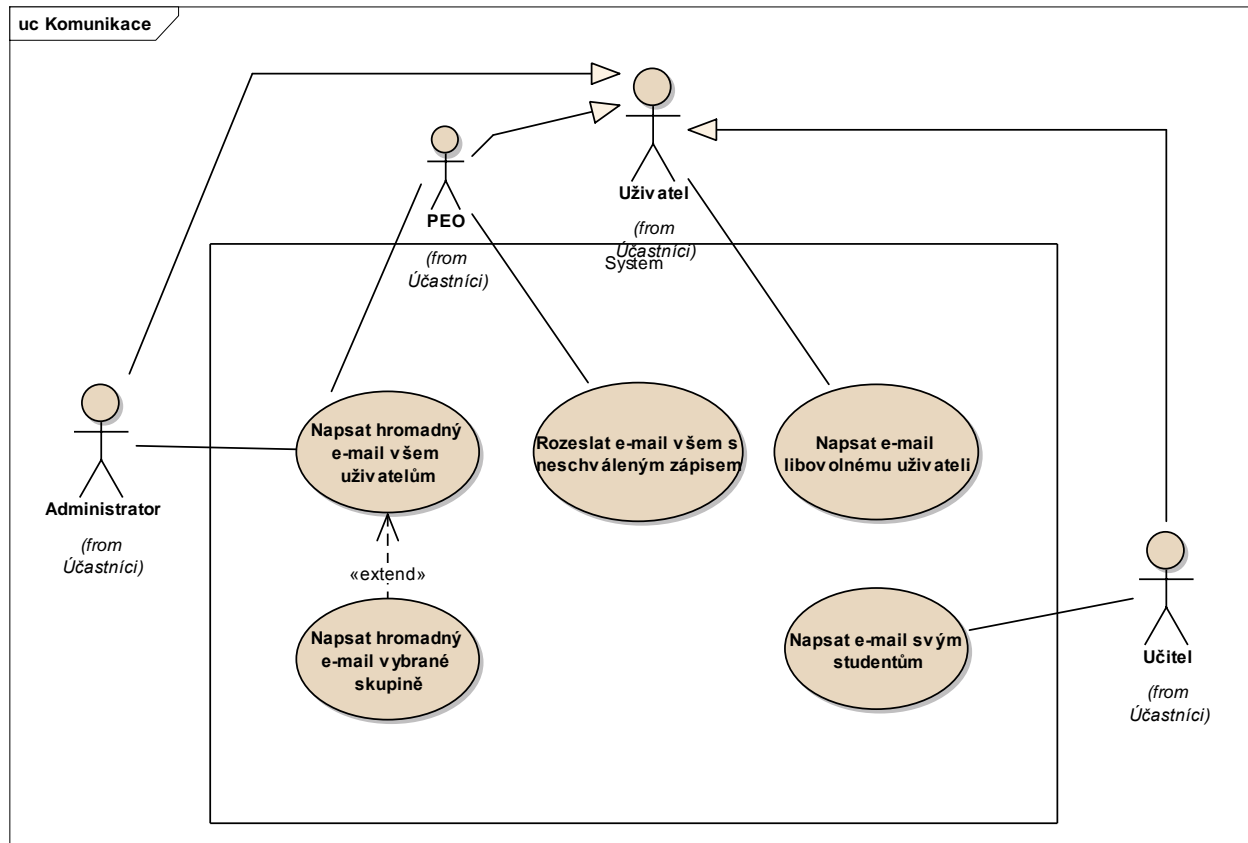 uc Komunikace
Uživatel
(from
Účastníci)
PEO
(from
Účastníci)
System
Administrator
(from
Účastníci)
Napsat hromadný
e-mail všem
uživatelům
Rozeslat e-mail všem s
neschváleným zápisem
Napsat e-mail
libovolnému uživateli
«extend»
Napsat hromadný
e-mail vybrané
skupině
Napsat e-mail svým
studentům
Učitel
(from
Účastníci)